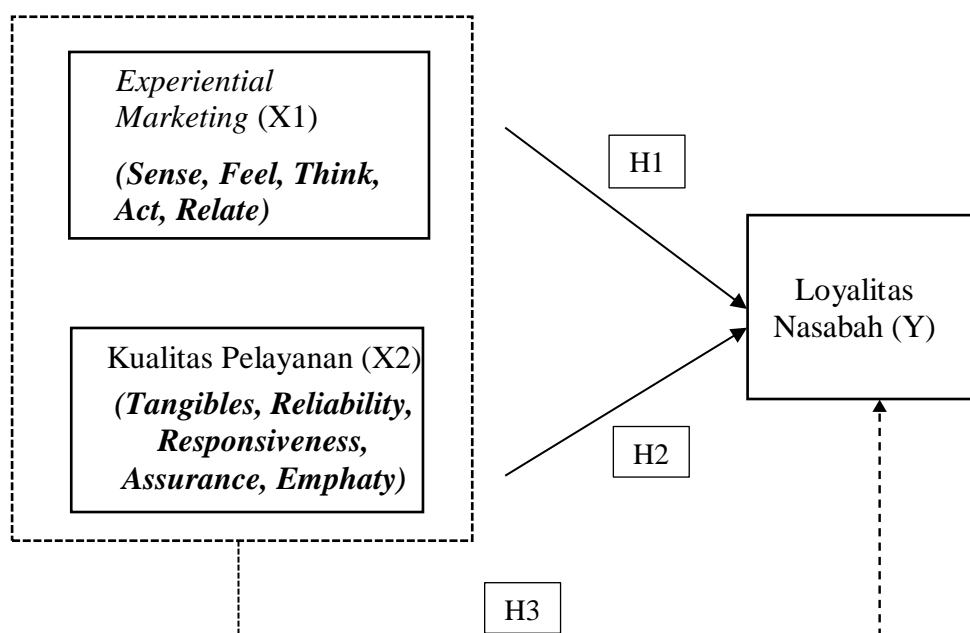 Experiential
Marketing (X1)
(Sense, Feel, Think,
Act, Relate)
H1
Loyalitas
Nasabah (Y)
Kualitas Pelayanan (X2)
(Tangibles, Reliability,
Responsiveness,
Assurance, Emphaty)
H2
H3